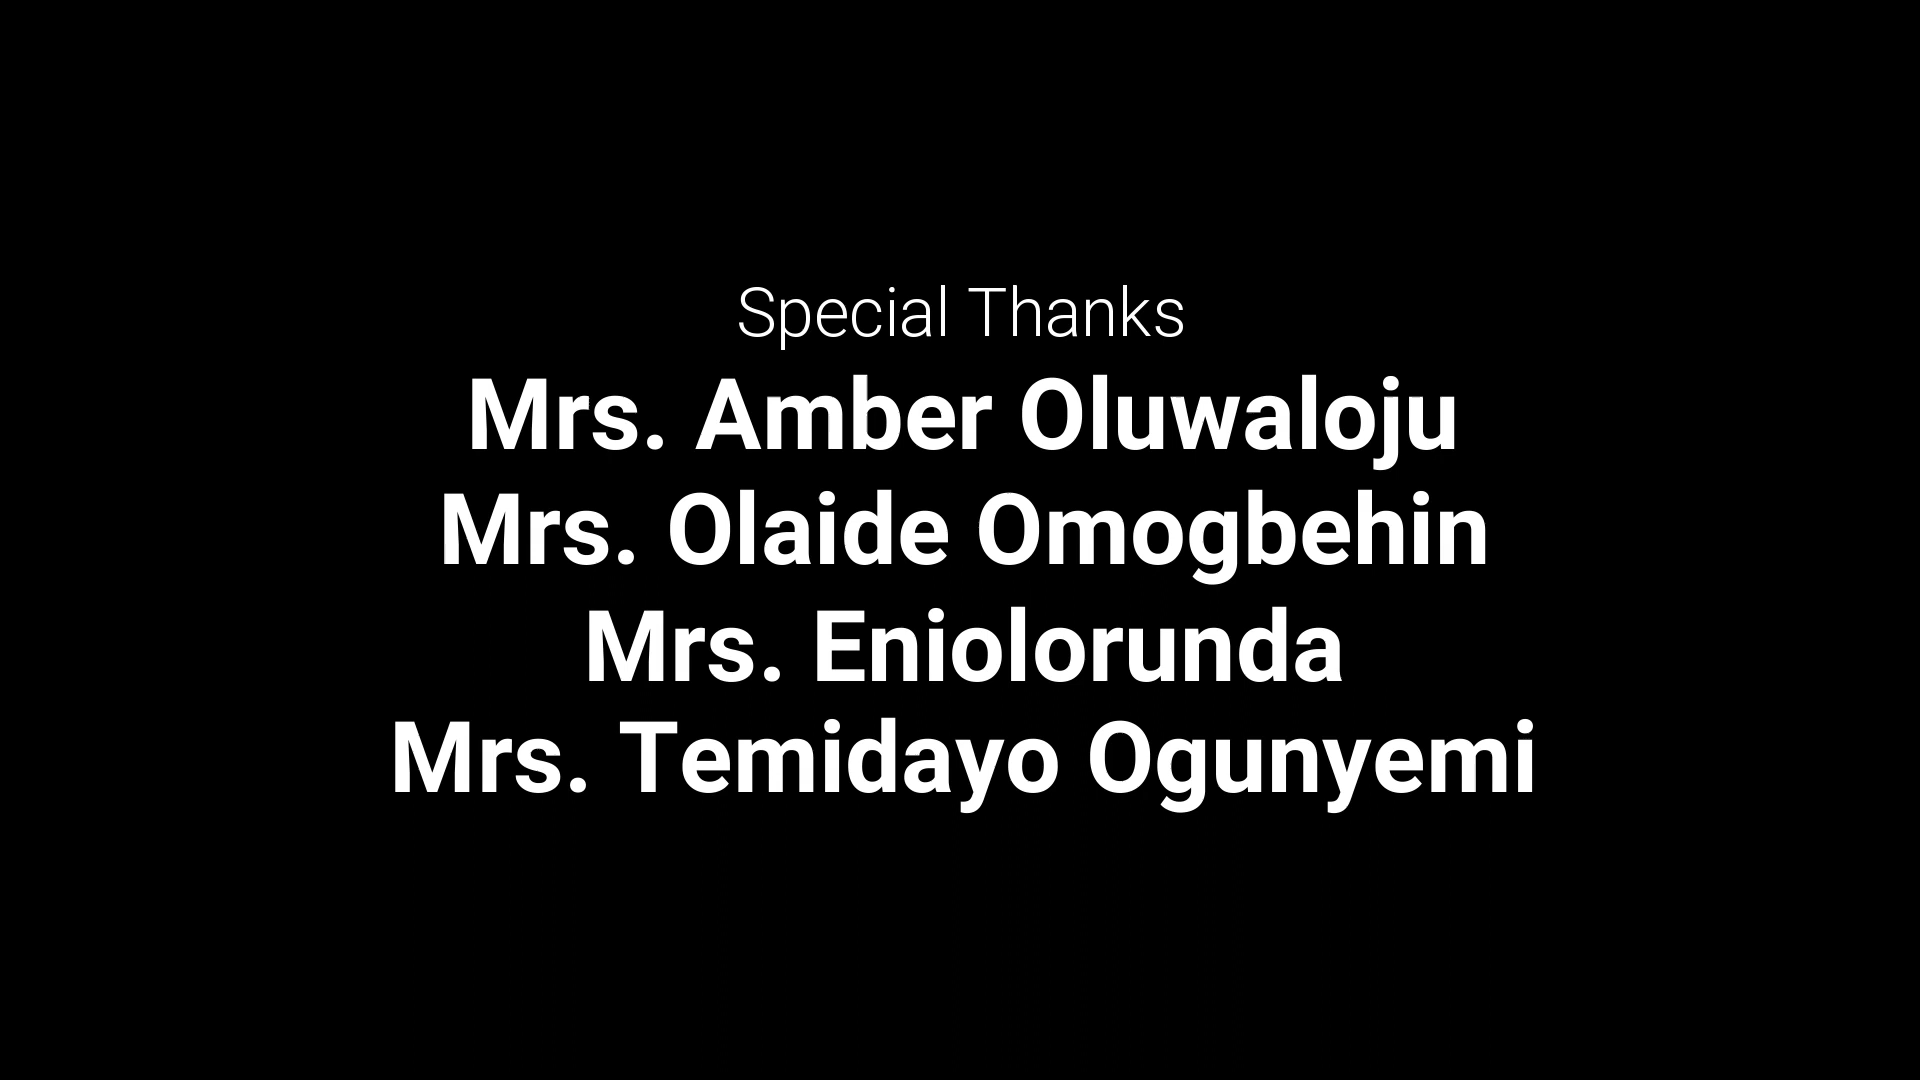 Special Thanks
Mrs. Amber Oluwaloju
Mrs. Olaide Omogbehin
Mrs. Eniolorunda
Mrs. Temidayo Ogunyemi